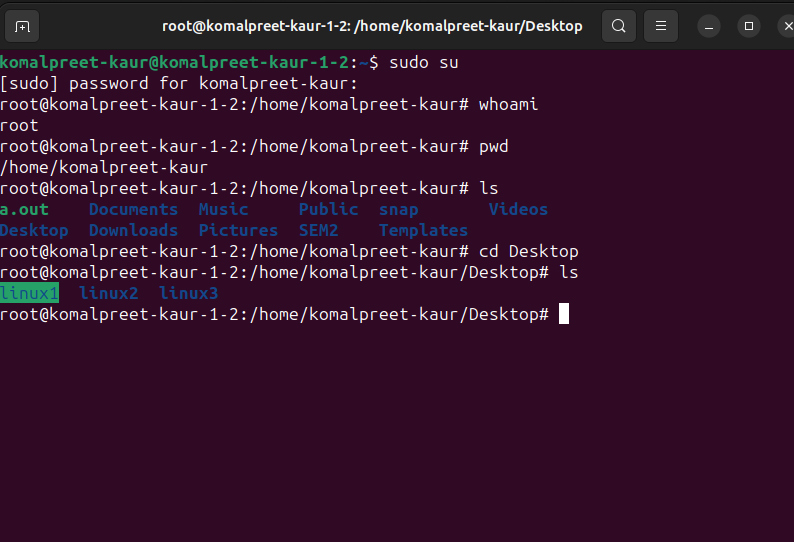 root@komalpreet-kaur-1-2: /home/komalpreet-kaur/Desktop
komalpreet-kaur@komalpreet-kaur-1-2:~$ sudo su
[sudo] password for komalpreet-kaur:
root@komalpreet-kaur-1-2:/home/komalpreet-kaur# whoami
root
root@komalpreet-kaur-1-2:/home/komalpreet-kaur# pwd
/home/komalpreet-kaur
root@komalpreet-kaur-1-2:/home/komalpreet-kaur# ls
a.out    Documents  Music     Public  snap       Videos
Desktop  Downloads  Pictures  SEM2    Templates
root@komalpreet-kaur-1-2:/home/komalpreet-kaur# cd Desktop
root@komalpreet-kaur-1-2:/home/komalpreet-kaur/Desktop# ls
linux1  linux2  linux3
root@komalpreet-kaur-1-2:/home/komalpreet-kaur/Desktop#